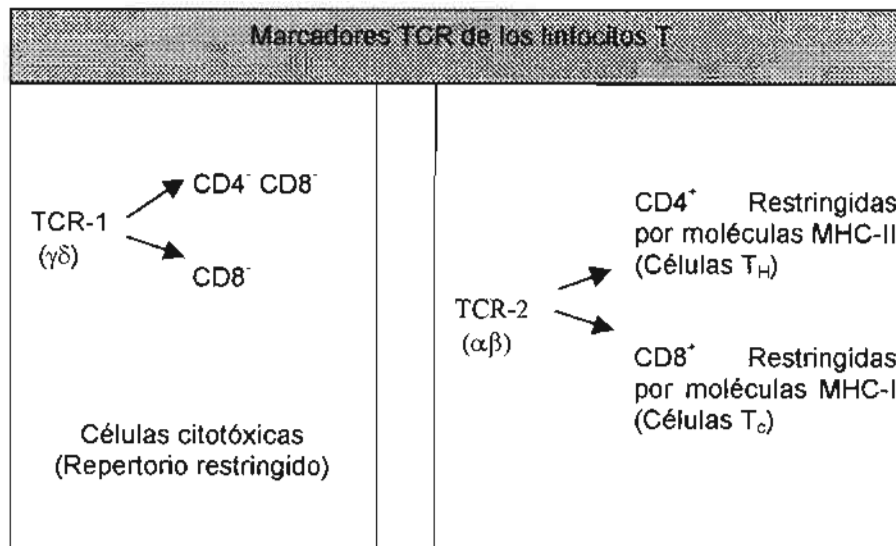 Marcadores TCR de los linfocitos T
TCR-1
(γδ)
CD4⁻ CD8⁻
CD8⁻
Células citotóxicas
(Repertorio restringido)
TCR-2
(αβ)
CD4⁺ Restringidas
por moléculas MHC-II
(Células T_H)
CD8⁺ Restringidas
por moléculas MHC-I
(Células T_c)